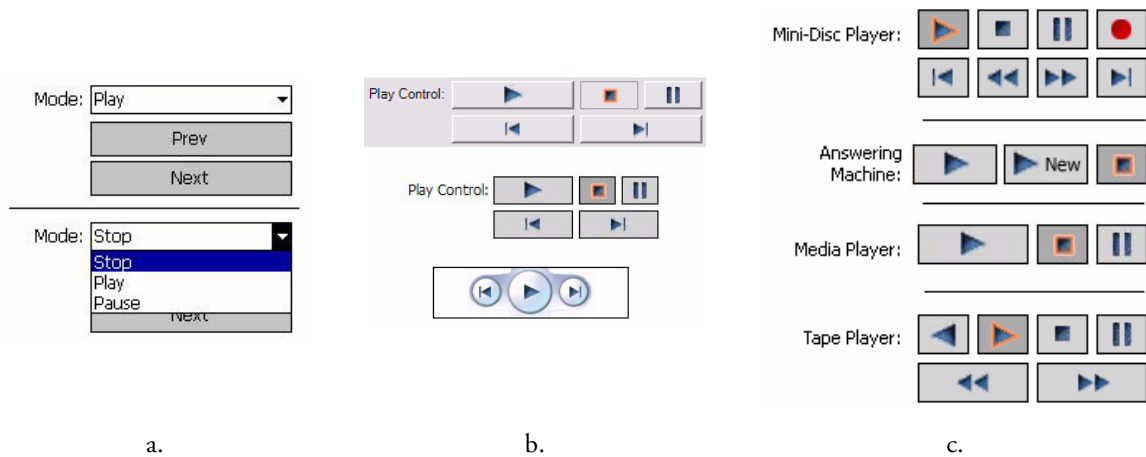 Mode: Play
Prev
Next
Mode: Stop
Stop
Play
Pause
Next
a.
Play Control:
Play Control:
b.
Mini-Disc Player:
Answering
Machine:
New
Media Player:
Tape Player:
c.